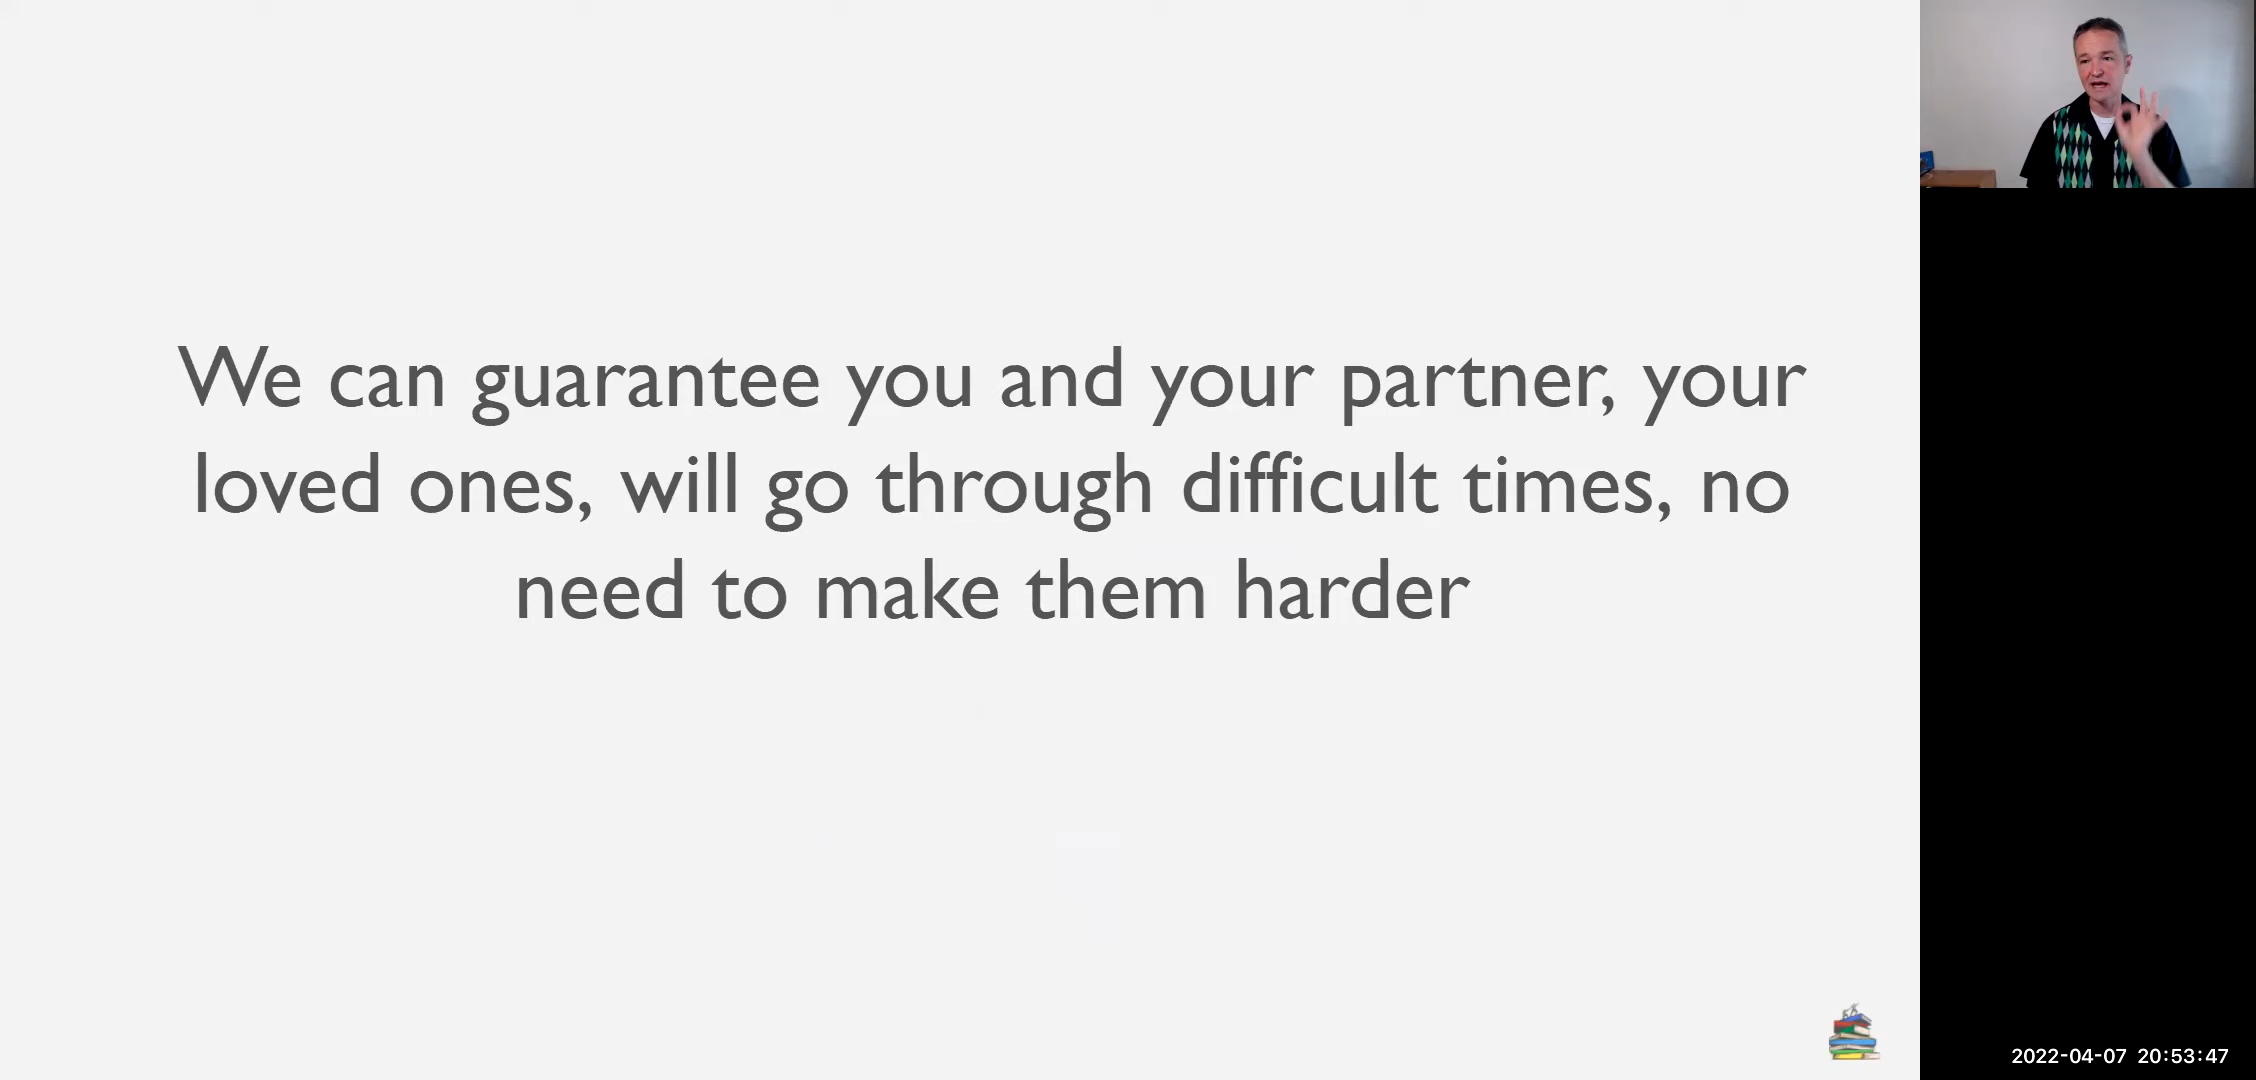 We can guarantee you and your partner, your
loved ones, will go through difficult times, no
need to make them harder
2022-04-07 20:53:47